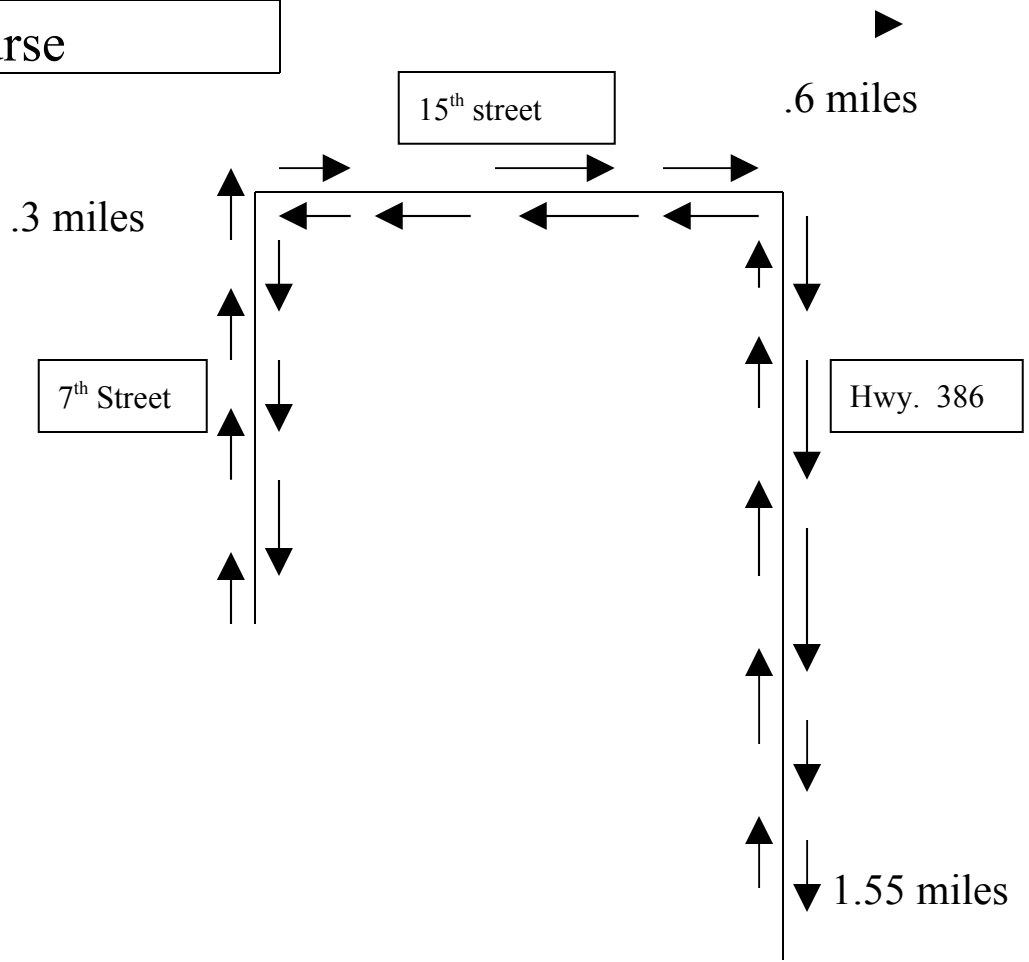 rse
15th street
.6 miles
.3 miles
7th Street
Hwy. 386
1.55 miles